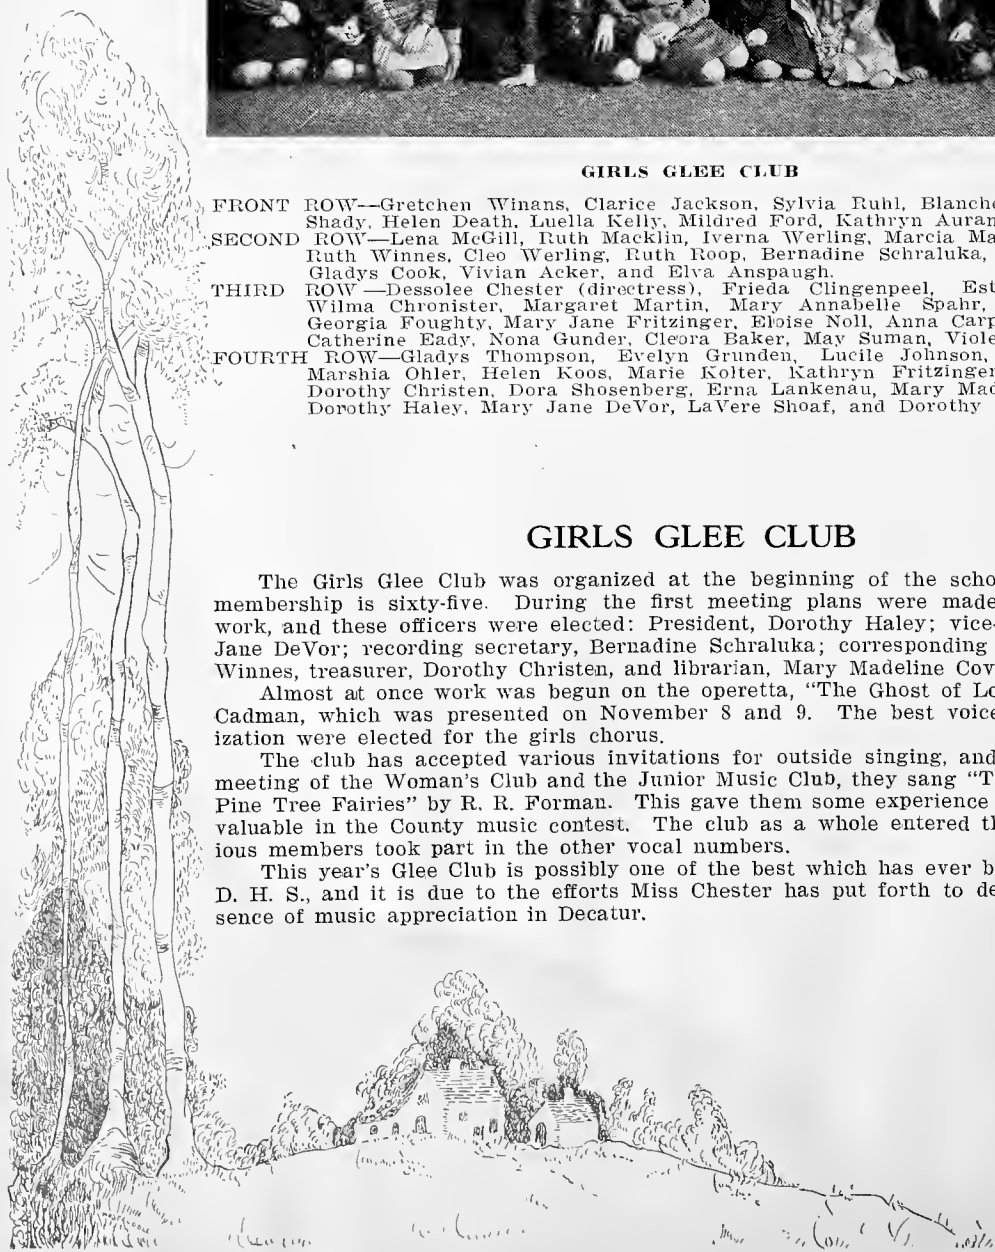 GIRLS GLEE CLUB
FRONT ROW—Gretchen Winans, Clarice Jackson, Sylvia Ruhl, Blanche
Shady, Helen Death, Luella Kelly, Mildred Ford, Kathryn Auran
SECOND ROW—Lena McGill, Ruth Macklin, Iverna Werling, Marcia Ma
Ruth Winnes, Cleo Werling, Ruth Roop, Bernadine Schraluka,
Gladys Cook, Vivian Acker, and Elva Anspaugh.
THIRD ROW—Dessolee Chester (directress), Frieda Clingenpeel, Est
Wilma Chronister, Margaret Martin, Mary Annabelle Spahr,
Georgia Foughty, Mary Jane Fritzinger, Eloise Noll, Anna Carp
Catherine Eady, Nona Gunder, Cleora Baker, May Suman, Viole
FOURTH ROW—Gladys Thompson, Evelyn Grunden, Lucile Johnson,
Marshia Ohler, Helen Koos, Marie Kolter, Kathryn Fritzinger
Dorothy Christen, Dora Shosenberg, Erna Lankenau, Mary Mad
Dorothy Haley, Mary Jane DeVor, LaVere Shoaf, and Dorothy
GIRLS GLEE CLUB
The Girls Glee Club was organized at the beginning of the scho
membership is sixty-five. During the first meeting plans were made
work, and these officers were elected: President, Dorothy Haley; vice-
Jane DeVor; recording secretary, Bernadine Schraluka; corresponding
Winnes, treasurer, Dorothy Christen, and librarian, Mary Madeline Cov
Almost at once work was begun on the operetta, "The Ghost of Lo
Cadman, which was presented on November 8 and 9. The best voice
ization were elected for the girls chorus.
The club has accepted various invitations for outside singing, and
meeting of the Woman's Club and the Junior Music Club, they sang "T
Pine Tree Fairies" by R. R. Forman. This gave them some experience
valuable in the County music contest. The club as a whole entered th
ious members took part in the other vocal numbers.
This year's Glee Club is possibly one of the best which has ever b
D. H. S., and it is due to the efforts Miss Chester has put forth to de
sence of music appreciation in Decatur.